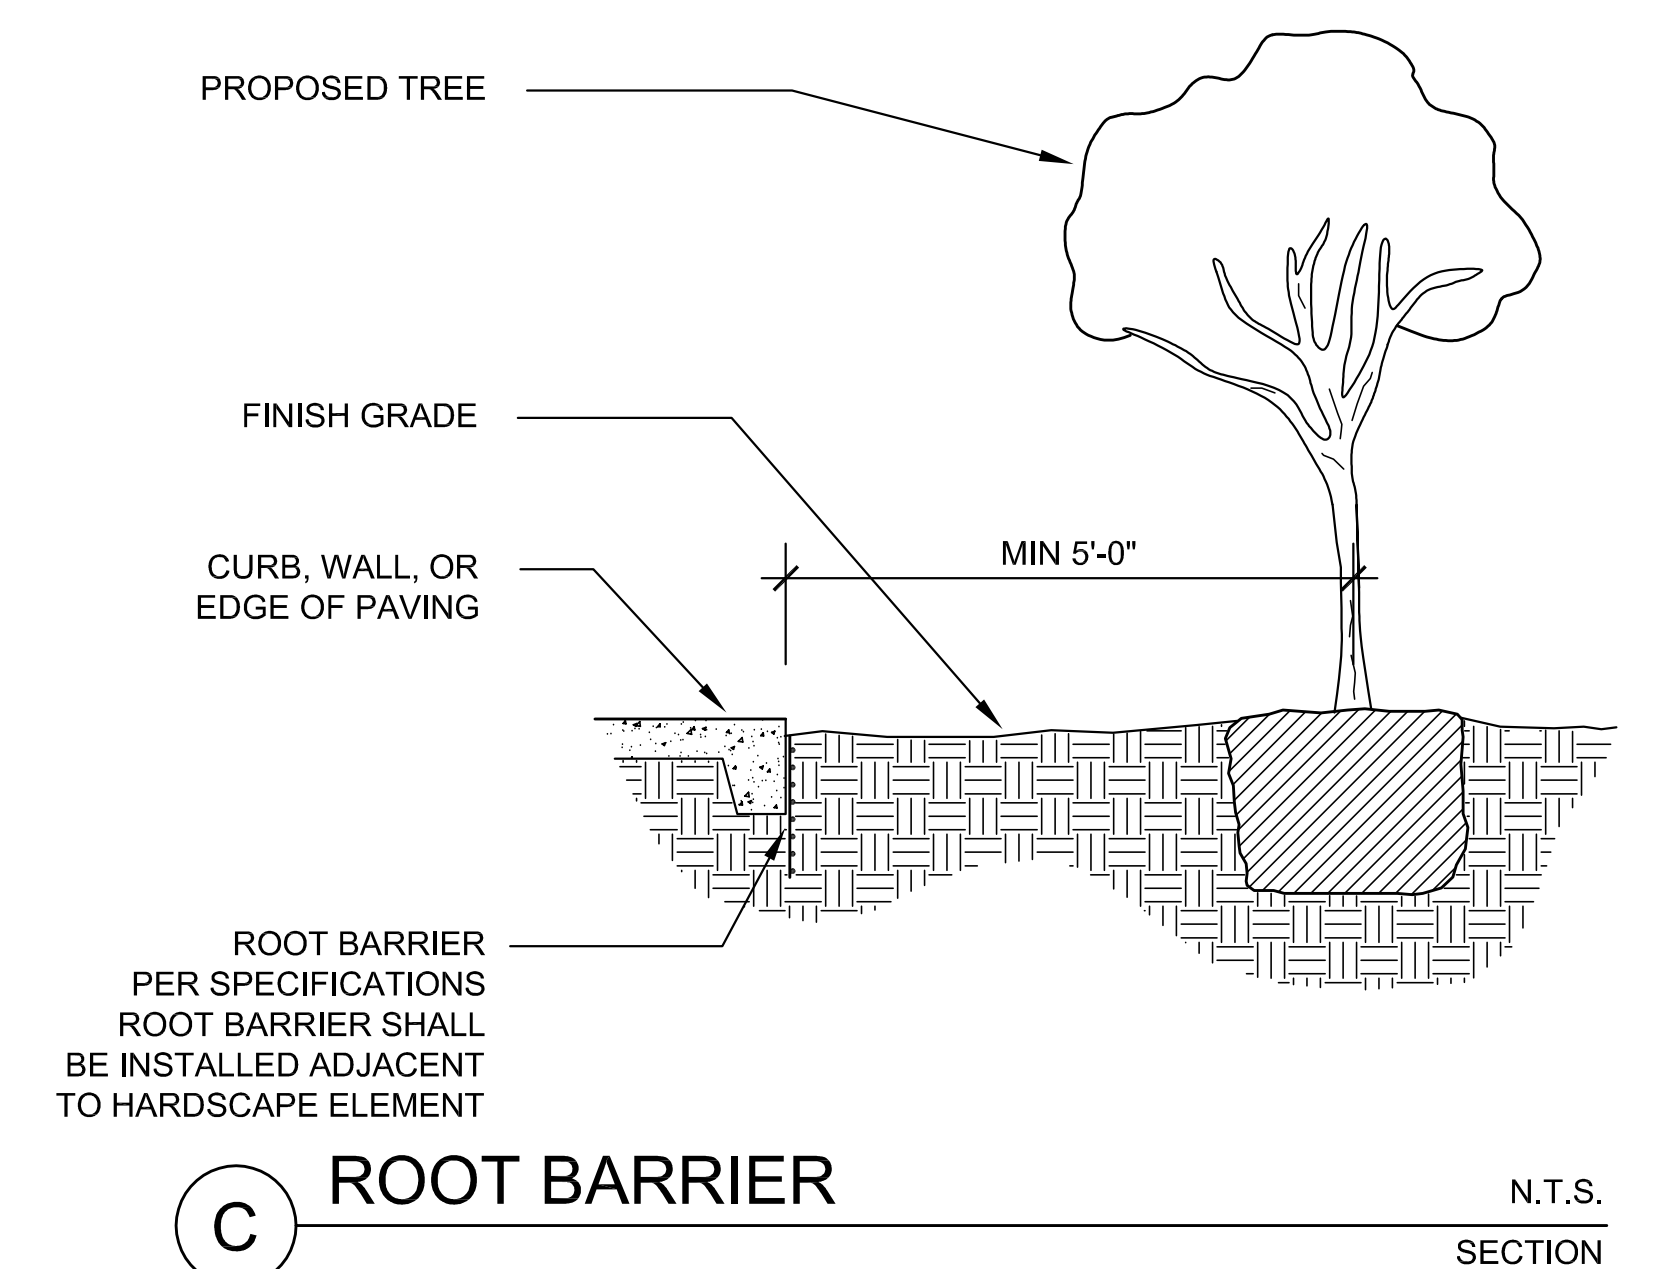 PROPOSED TREE
FINISH GRADE
MIN 5'-0"
CURB, WALL, OR
EDGE OF PAVING
ROOT BARRIER
PER SPECIFICATIONS
ROOT BARRIER SHALL
BE INSTALLED ADJACENT
TO HARDSCAPE ELEMENT
C
ROOT BARRIER
N.T.S.
SECTION